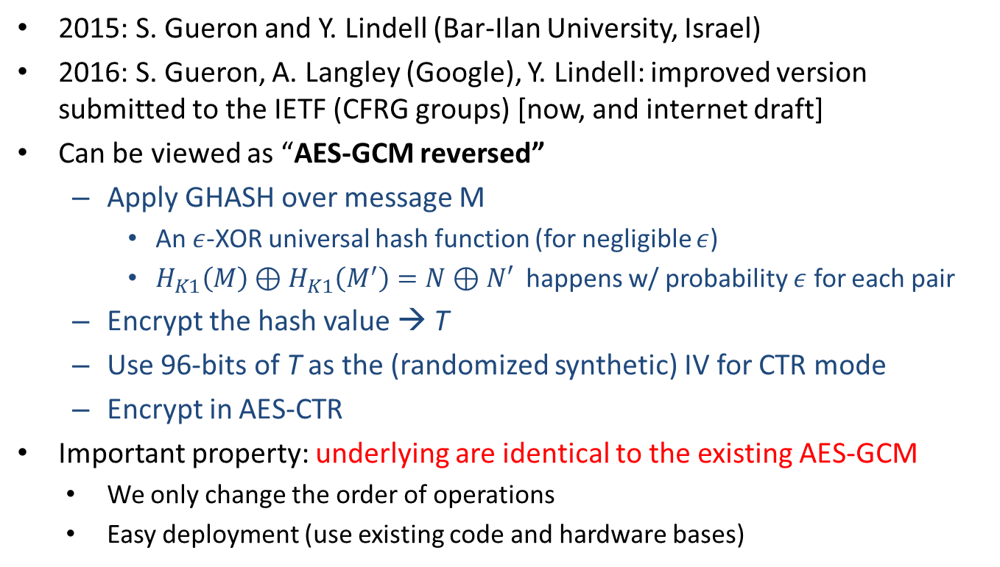 • 2015: S. Gueron and Y. Lindell (Bar-Ilan University, Israel)
• 2016: S. Gueron, A. Langley (Google), Y. Lindell: improved version
submitted to the IETF (CFRG groups) [now, and internet draft]
• Can be viewed as “AES-GCM reversed”
– Apply GHASH over message M
• An ϵ-XOR universal hash function (for negligible ϵ)
• H_{K1}(M) ⊕ H_{K1}(M′) = N ⊕ N′ happens w/ probability ϵ for each pair
– Encrypt the hash value → T
– Use 96-bits of T as the (randomized synthetic) IV for CTR mode
– Encrypt in AES-CTR
• Important property: underlying are identical to the existing AES-GCM
• We only change the order of operations
• Easy deployment (use existing code and hardware bases)